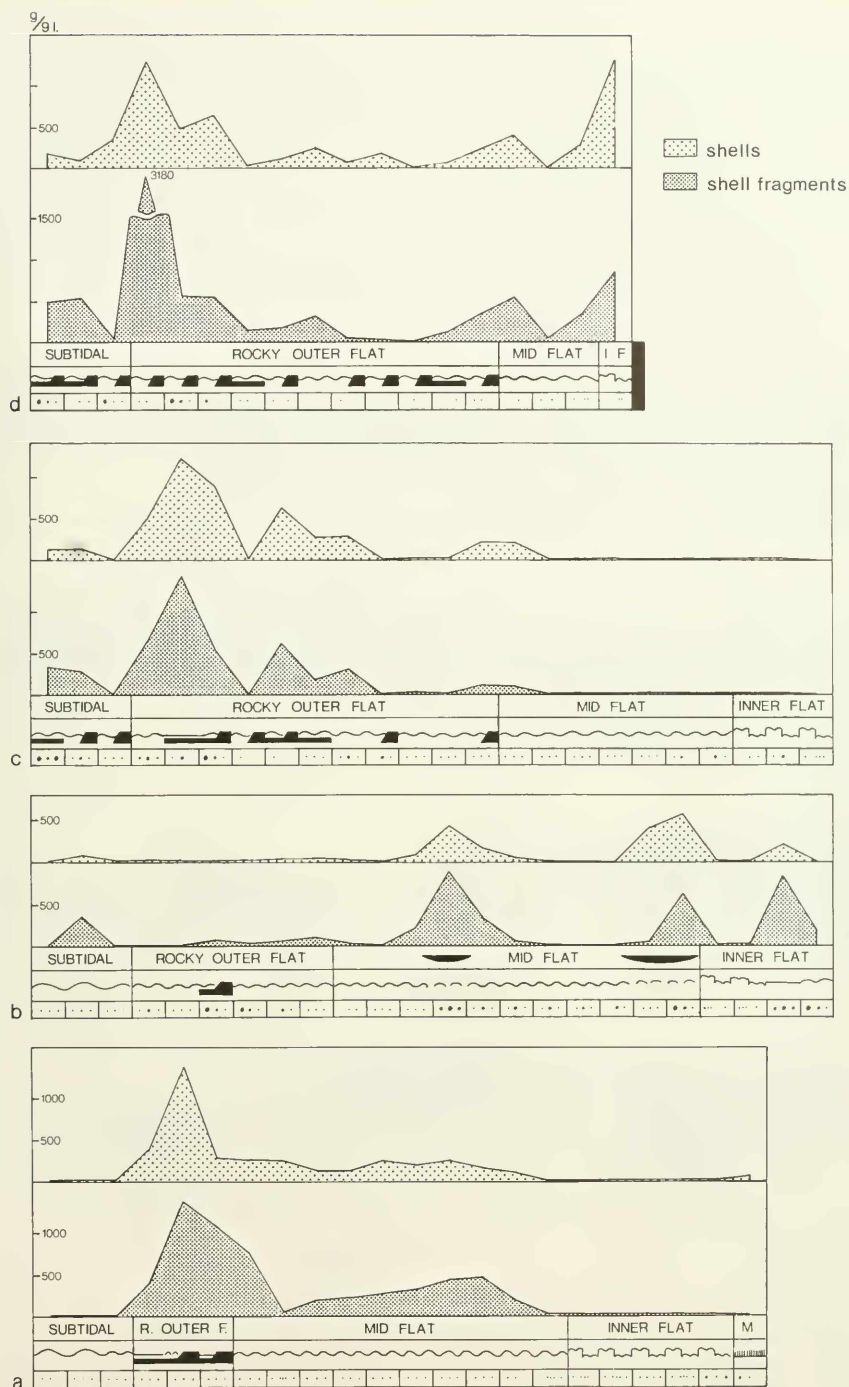 g/9 l.
500
shells
shell fragments
3180
1500
SUBTIDAL ROCKY OUTER FLAT MID FLAT I F
d
500
500
SUBTIDAL ROCKY OUTER FLAT MID FLAT INNER FLAT
c
500
500
SUBTIDAL ROCKY OUTER FLAT MID FLAT INNER FLAT
b
1000
500
1000
500
SUBTIDAL R. OUTER F. MID FLAT INNER FLAT M
a